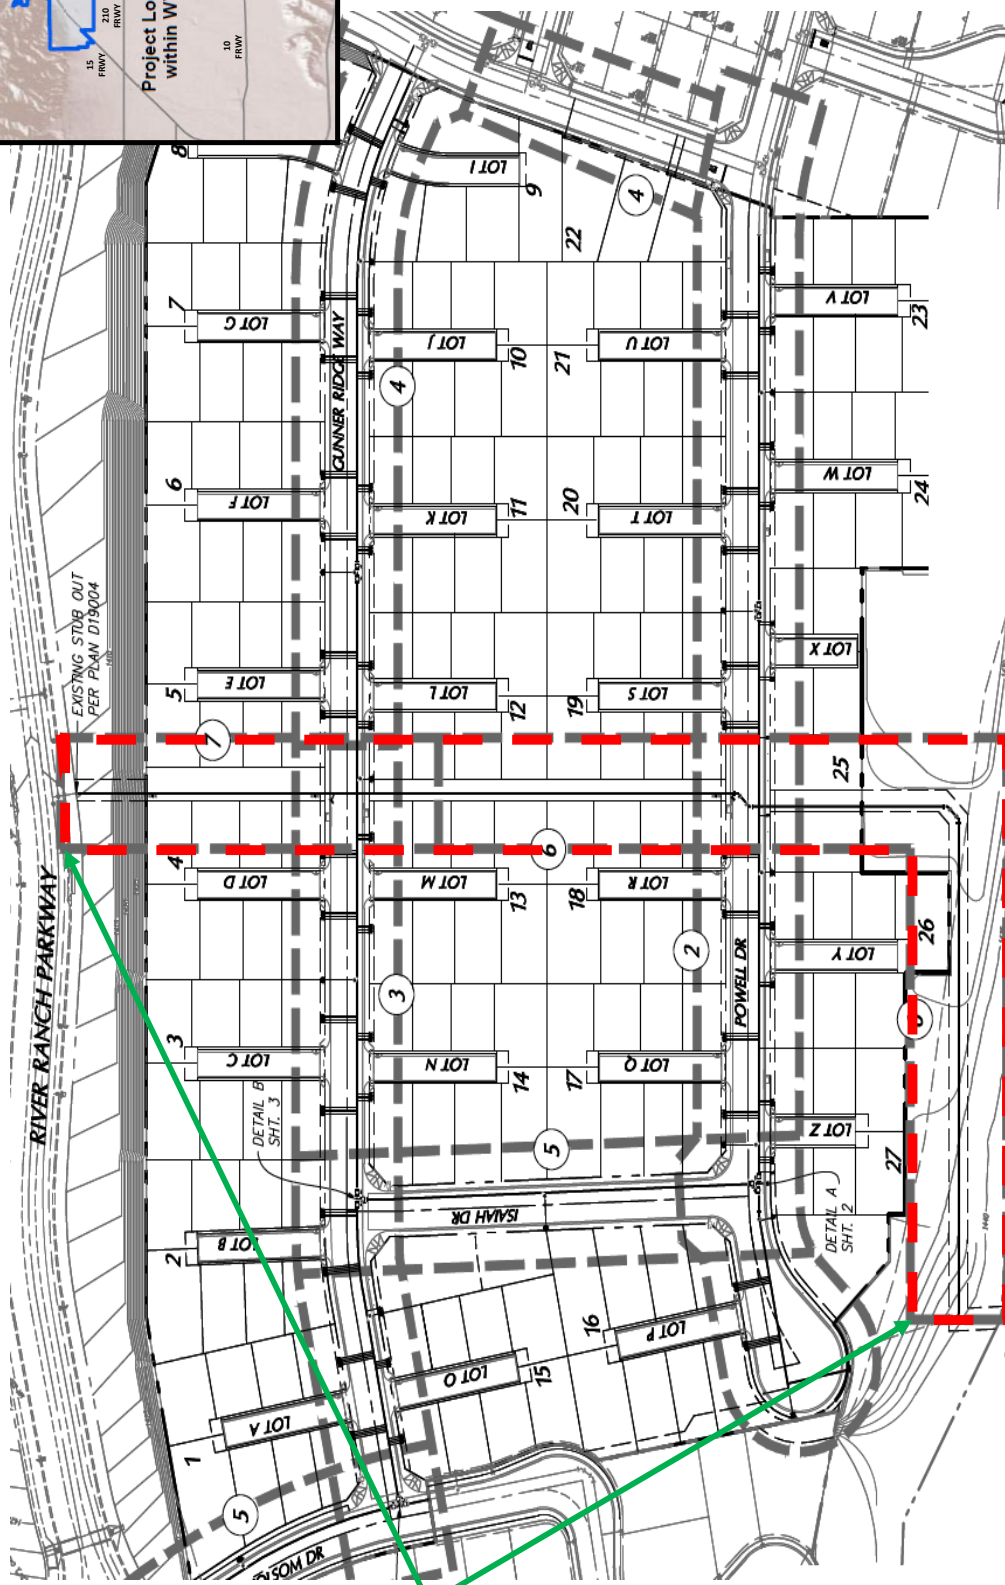 15
FRWY
210
FRWY
10
FRWY
Project Lo
within W
RIVER RANCH PARKWAY
EXISTING STUB OUT
PER PLAN D19004
8
7
6
5
4
3
2
1
LOT G
LOT F
LOT E
LOT D
LOT C
LOT B
LOT A
GUNNER RIDGE WAY
7
DETAIL B
SHT. 3
LOT I
9
LOT J
10
LOT K
11
LOT L
12
LOT M
13
LOT N
14
LOT O
15
4
3
5
22
4
6
5
ISAIAH DR
21
LOT U
20
LOT T
19
LOT S
18
LOT R
17
LOT Q
16
LOT P
2
POWELL DR
LOT V
23
LOT W
24
LOT X
25
LOT Y
26
LOT Z
27
DETAIL A
SHT. 2
OLSOM DR
1440